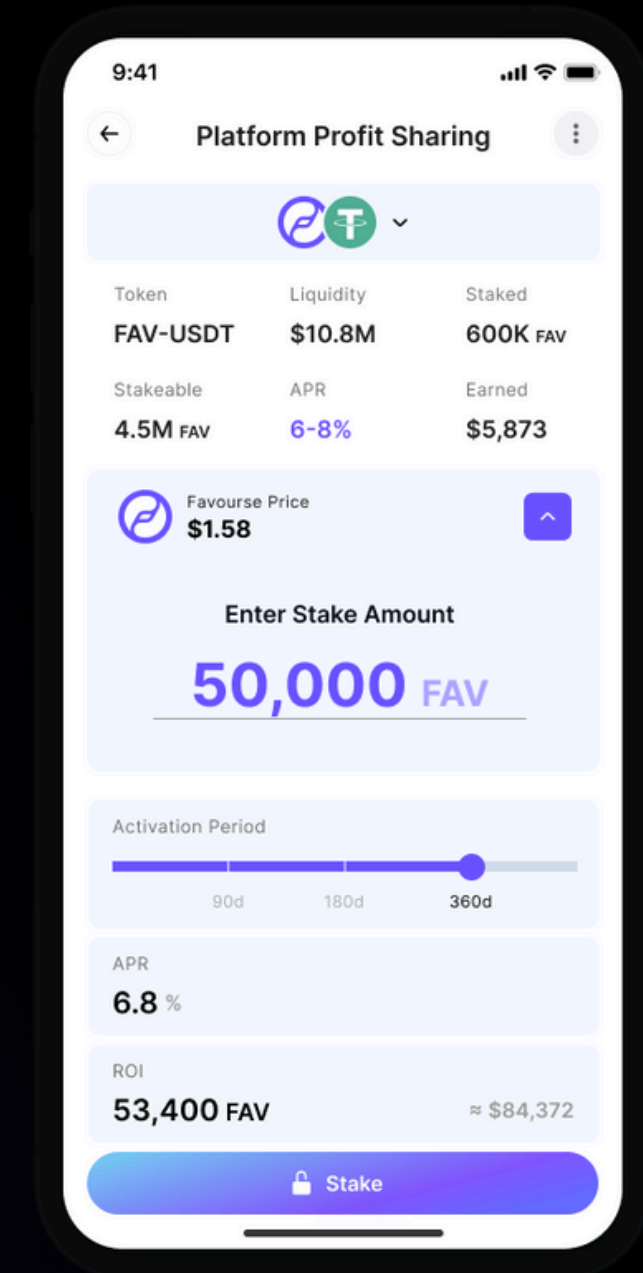 9:41
Platform Profit Sharing
Token Liquidity Staked
FAV-USDT $10.8M 600K FAV
Stakeable APR Earned
4.5M FAV 6-8% $5,873
Favourse Price
$1.58
Enter Stake Amount
50,000 FAV
Activation Period
90d 180d 360d
APR
6.8 %
ROI
53,400 FAV ≈ $84,372
Stake